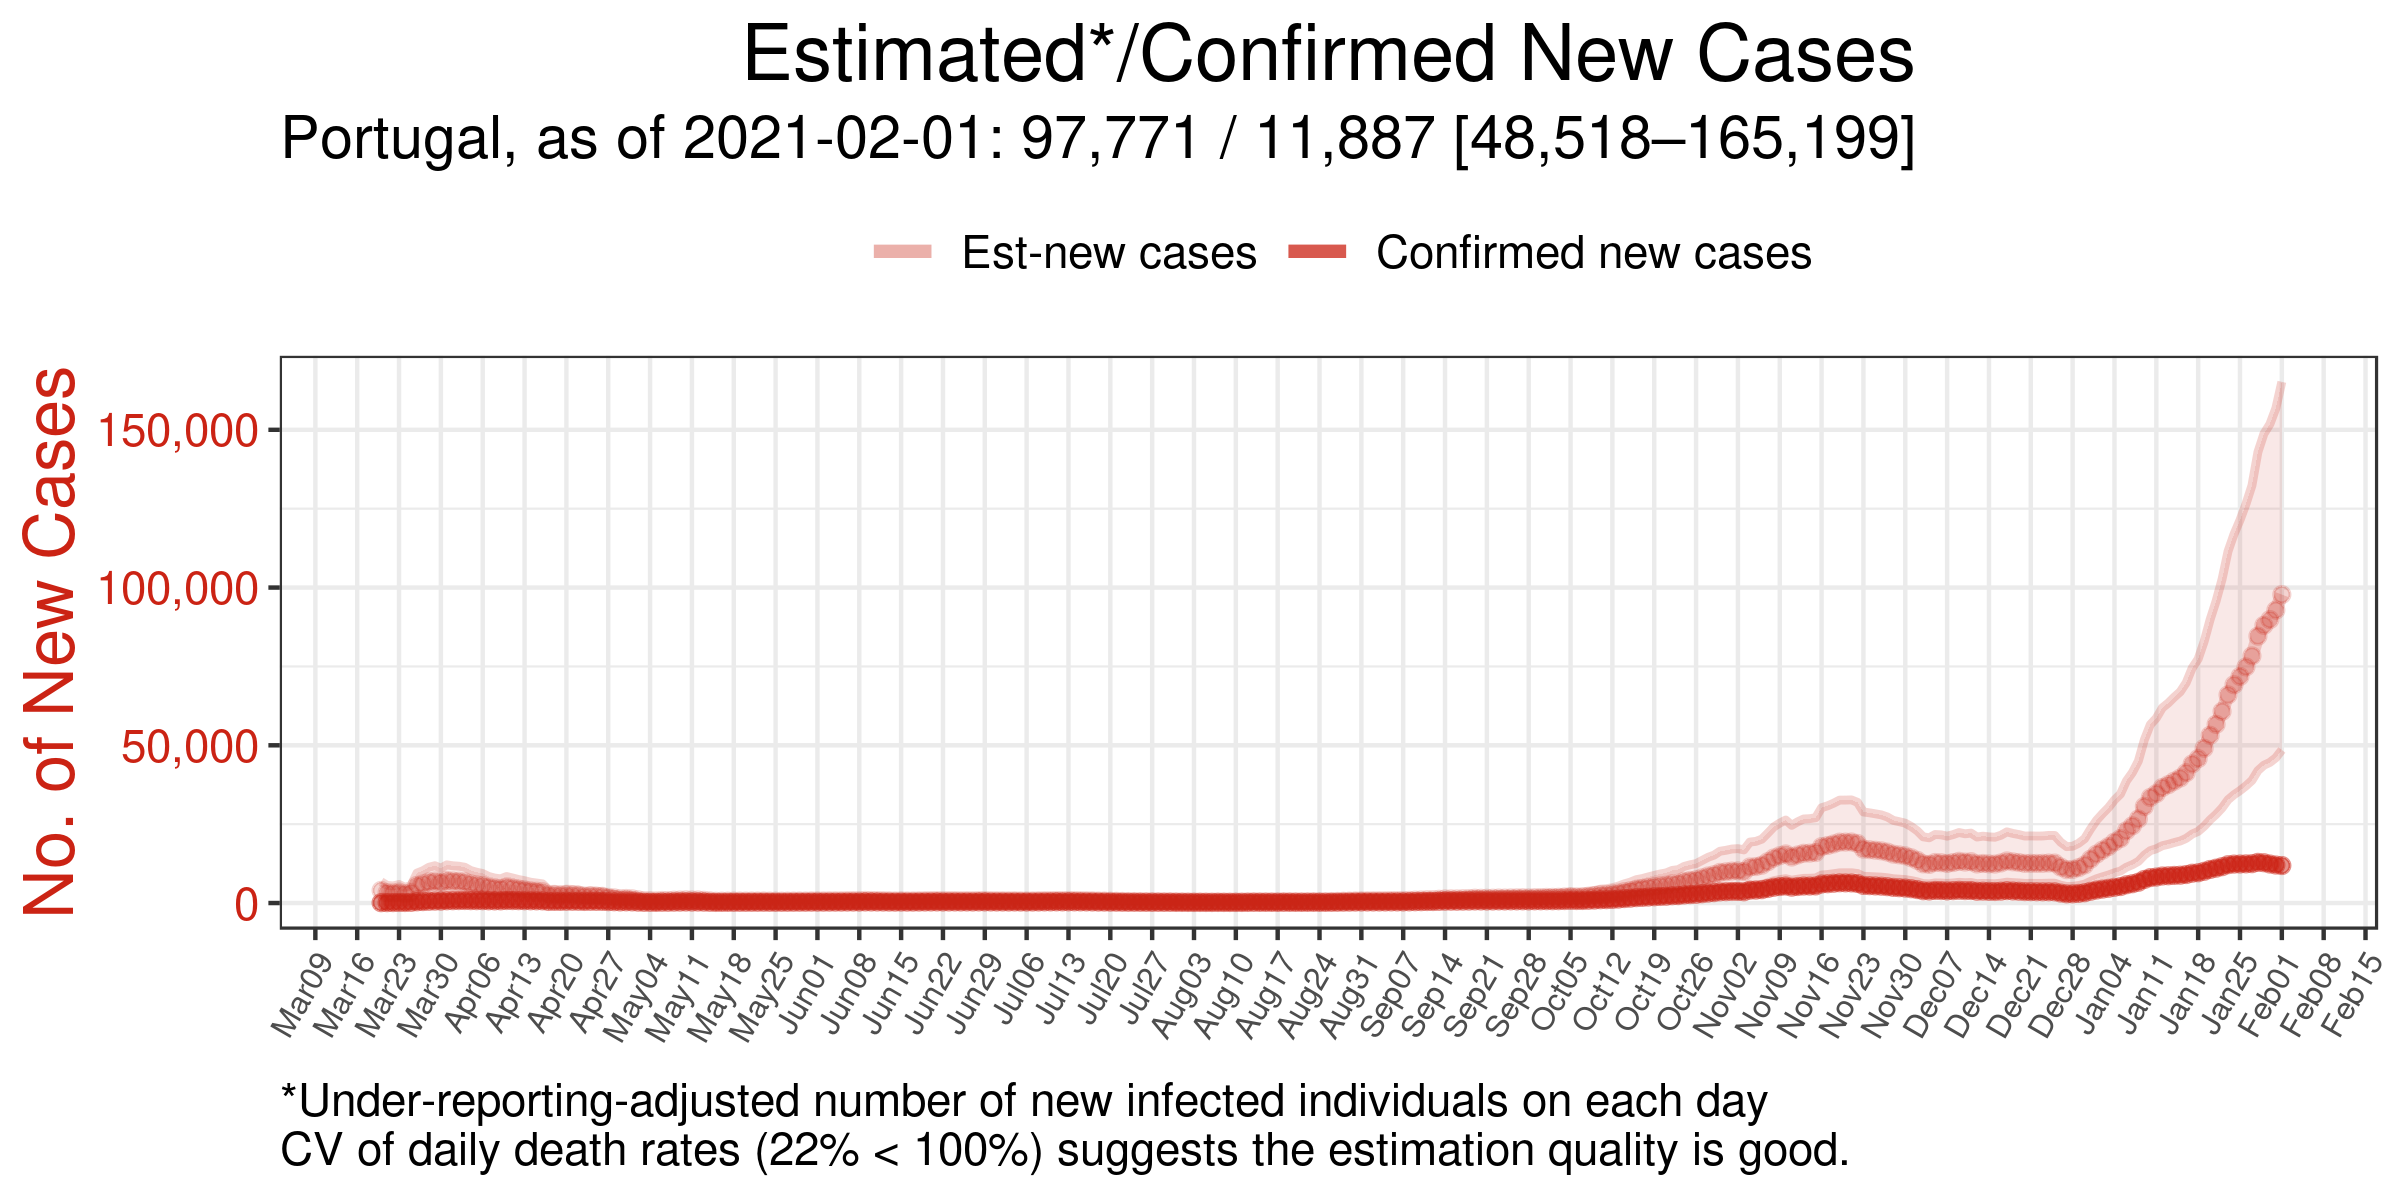 Estimated*/Confirmed New Cases
Portugal, as of 2021-02-01: 97,771 / 11,887 [48,518–165,199]
Est-new cases
Confirmed new cases
No. of New Cases
150,000
100,000
50,000
0
Mar09
Mar16
Mar23
Mar30
Apr06
Apr13
Apr20
Apr27
May04
May11
May18
May25
Jun01
Jun08
Jun15
Jun22
Jun29
Jul06
Jul13
Jul20
Jul27
Aug03
Aug10
Aug17
Aug24
Aug31
Sep07
Sep14
Sep21
Sep28
Oct05
Oct12
Oct19
Oct26
Nov02
Nov09
Nov16
Nov23
Nov30
Dec07
Dec14
Dec21
Dec28
Jan04
Jan11
Jan18
Jan25
Feb01
Feb08
Feb15
*Under-reporting-adjusted number of new infected individuals on each day
CV of daily death rates (22% < 100%) suggests the estimation quality is good.